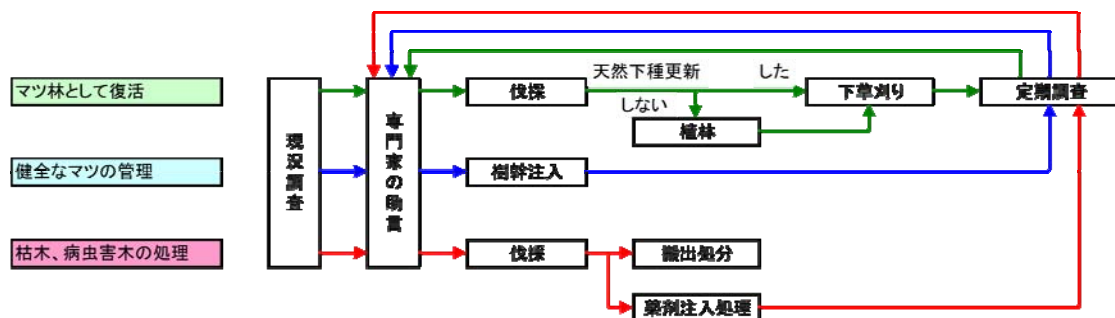 マツ林として復活
健全なマツの管理
枯木、病虫害木の処理
現況調査
専門家の助言
伐採
天然下種更新
した
しない
植林
下草刈り
定期調査
樹幹注入
伐採
搬出処分
薬剤注入処理